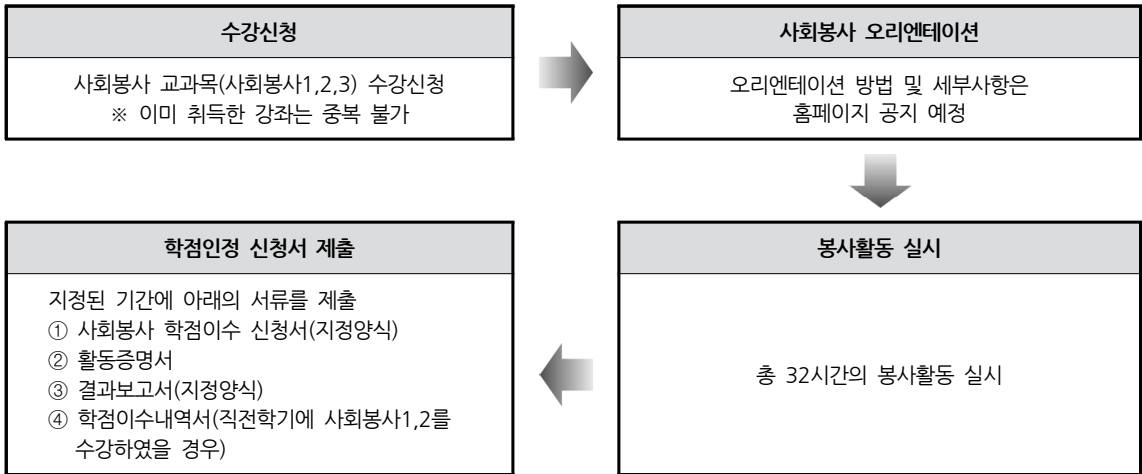 수강신청
사회봉사 교과목(사회봉사1,2,3) 수강신청
※ 이미 취득한 강좌는 중복 불가
사회봉사 오리엔테이션
오리엔테이션 방법 및 세부사항은
홈페이지 공지 예정
봉사활동 실시
총 32시간의 봉사활동 실시
학점인정 신청서 제출
지정된 기간에 아래의 서류를 제출
① 사회봉사 학점이수 신청서(지정양식)
② 활동증명서
③ 결과보고서(지정양식)
④ 학점이수내역서(직전학기에 사회봉사1,2를
수강하였을 경우)